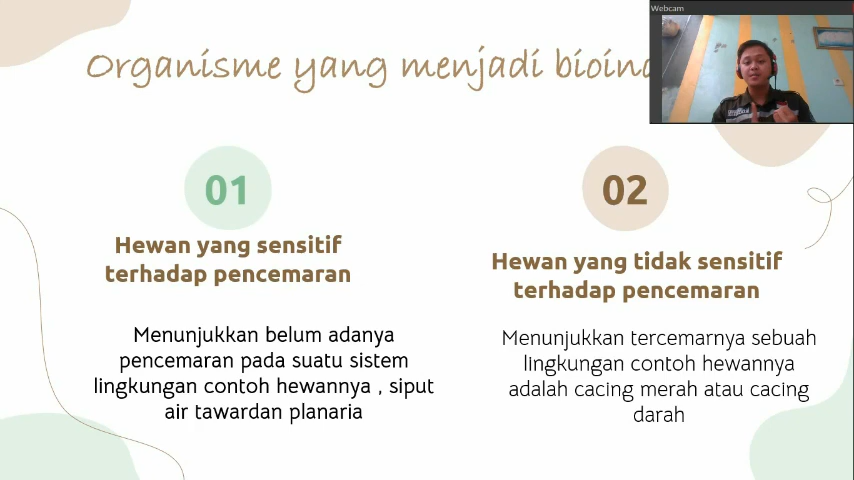 Webcam
Organisme yang menjadi
01
Hewan yang sensitif
terhadap pencemaran
Menunjukkan belum adanya
pencemaran pada suatu sistem
lingkungan contoh hewannya , siput
air tawardan planaria
02
Hewan yang tidak sensitif
terhadap pencemaran
Menunjukkan tercemarnya sebuah
lingkungan contoh hewannya
adalah cacing merah atau cacing
darah